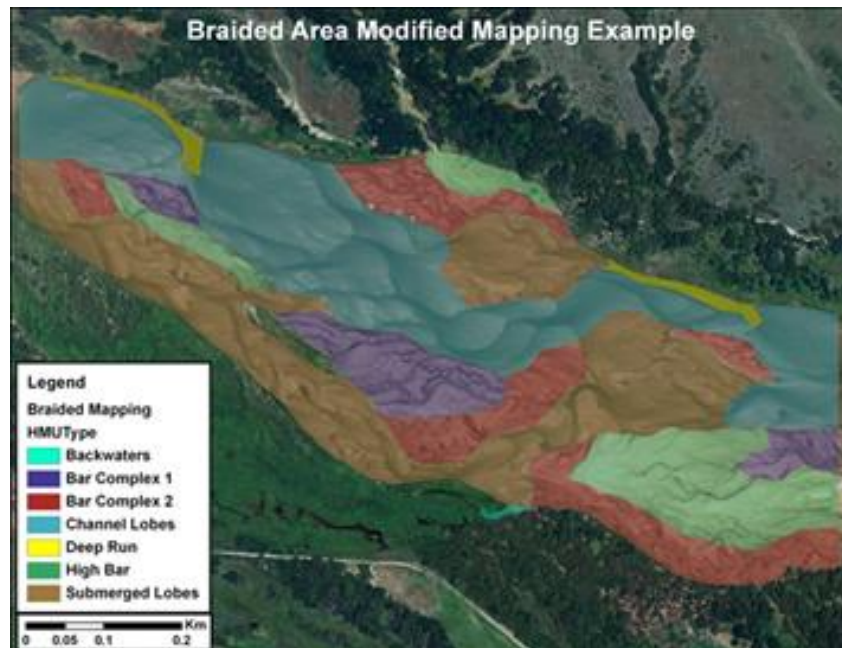 Braided Area Modified Mapping Example
Legend
Braided Mapping
HMUType
Backwaters
Bar Complex 1
Bar Complex 2
Channel Lobes
Deep Run
High Bar
Submerged Lobes
Km
0 0.05 0.1 0.2